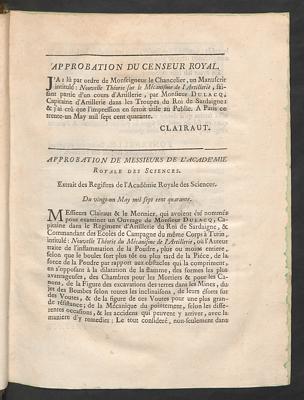 APPROBATION DU CENSEUR ROYAL.
J'Ai lû par ordre de Monseigneur le Chancelier, un Manuscrit
intitulé : Nouvelle Théorie sur le Mécanisme de l'Artillerie, fai-
sant partie d'un cours d'Artillerie, par Monsieur DULACQ,
Capitaine d'Artillerie dans les Troupes du Roi de Sardaigne;
& j'ai crû que l'impression en seroit utile au Public. A Paris ce
trente-un May mil sept cent quarante.
CLAIRAUT.
APPROBATION DE MESSIEURS DE L'ACADEMIE
ROYALE DES SCIENCES.
Extrait des Registres de l'Académie Royale des Sciences.
Du vingt-un May mil sept cent quarante.
MEssieurs Clairaut & le Monnier, qui avoient été nommés
pour examiner un Ouvrage de Monsieur DULACQ, Ca-
pitaine dans le Regiment d'Artillerie du Roi de Sardaigne, &
Commandant des Ecoles de Campagne du même Corps à Turin,
intitulé : Nouvelle Théorie du Mécanisme de l'Artillerie, où l'Auteur
traite de l'inflammation de la Poudre, plus ou moins entiere,
selon que le boulet sort plus tôt ou plus tard de la Piéce, de la
force de la Poudre par rapport aux obstacles qui la compriment,
en s'opposant à la dilatation de la flamme, des formes les plus
avantageuses, des Chambres pour les Mortiers & pour les Ca-
nons, de la Figure des excavations des terres dans les Mines, du
jet des Bombes selon toutes les inclinaisons, de leurs efforts sur
des Voutes, & de la figure de ces Voutes pour une plus gran-
de résistance; de la Mécanique du pointement, selon les diffe-
rentes occasions, & les accidens qui peuvent y arriver, avec la
maniere d'y remedier : Le tout consideré, non-seulement dans